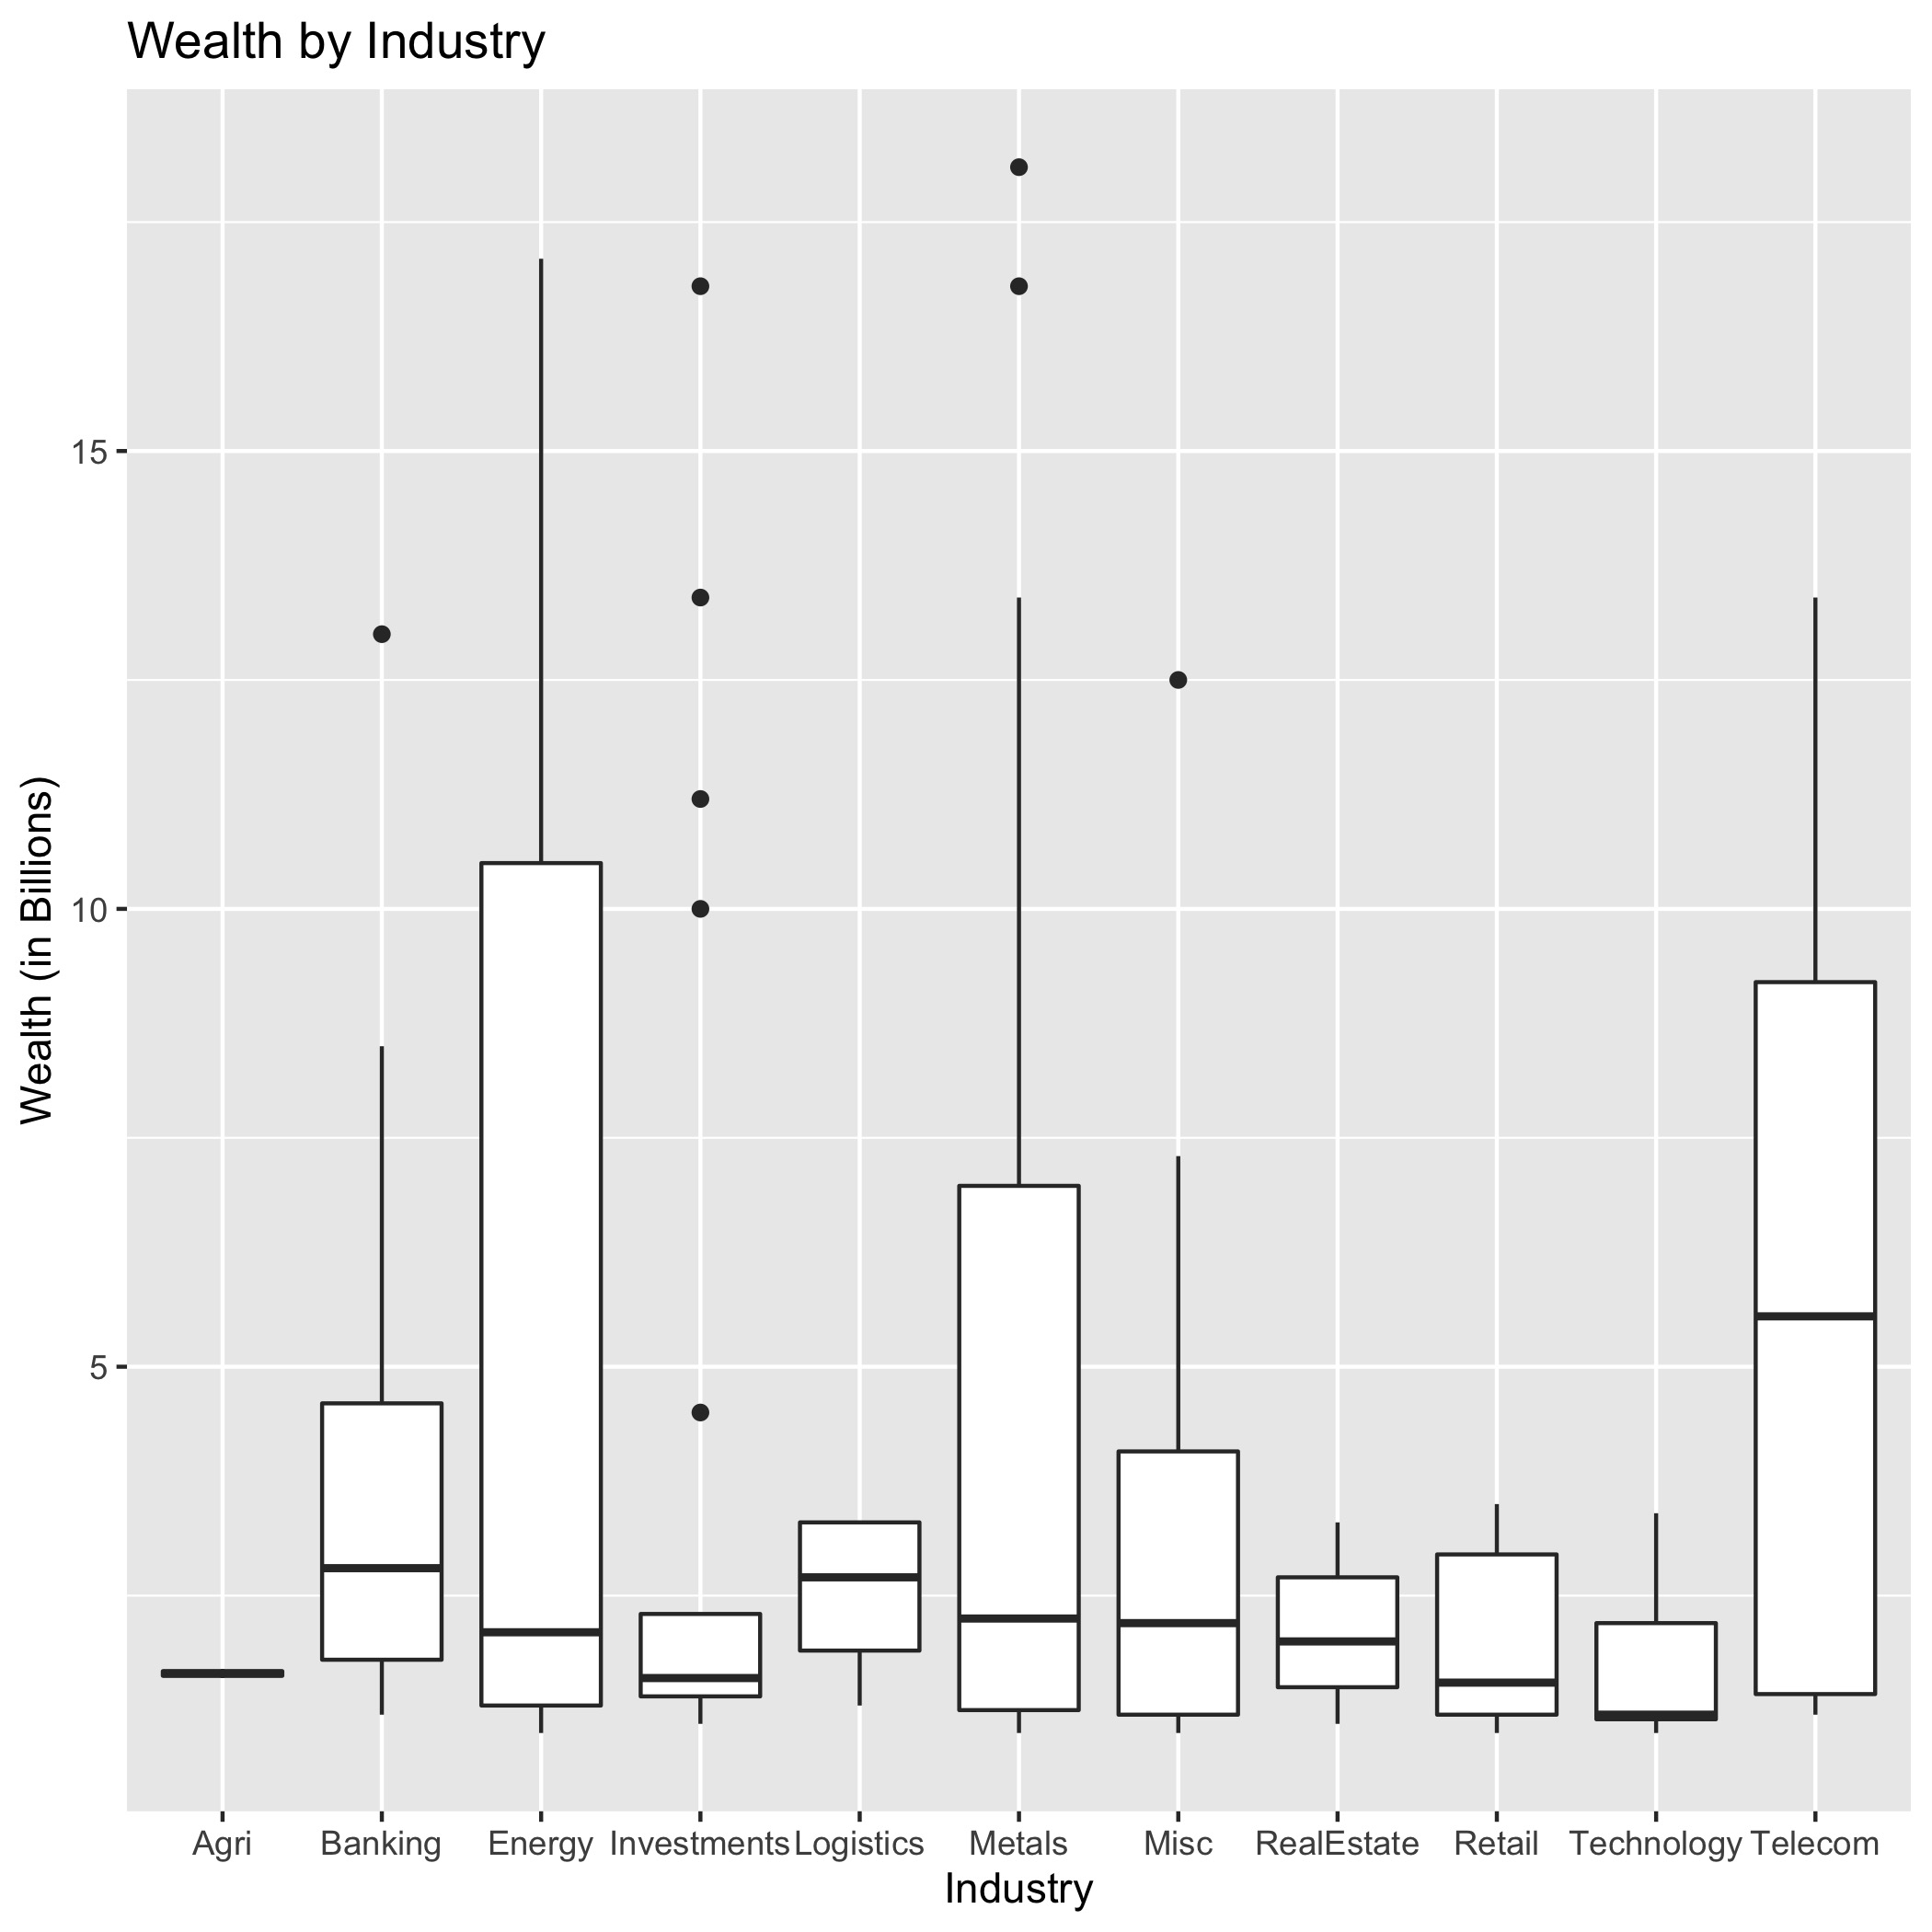 Wealth by Industry
15
10
5
Wealth (in Billions)
Agri Banking Energy Investments Logistics Metals Misc RealEstate Retail Technology Telecom
Industry